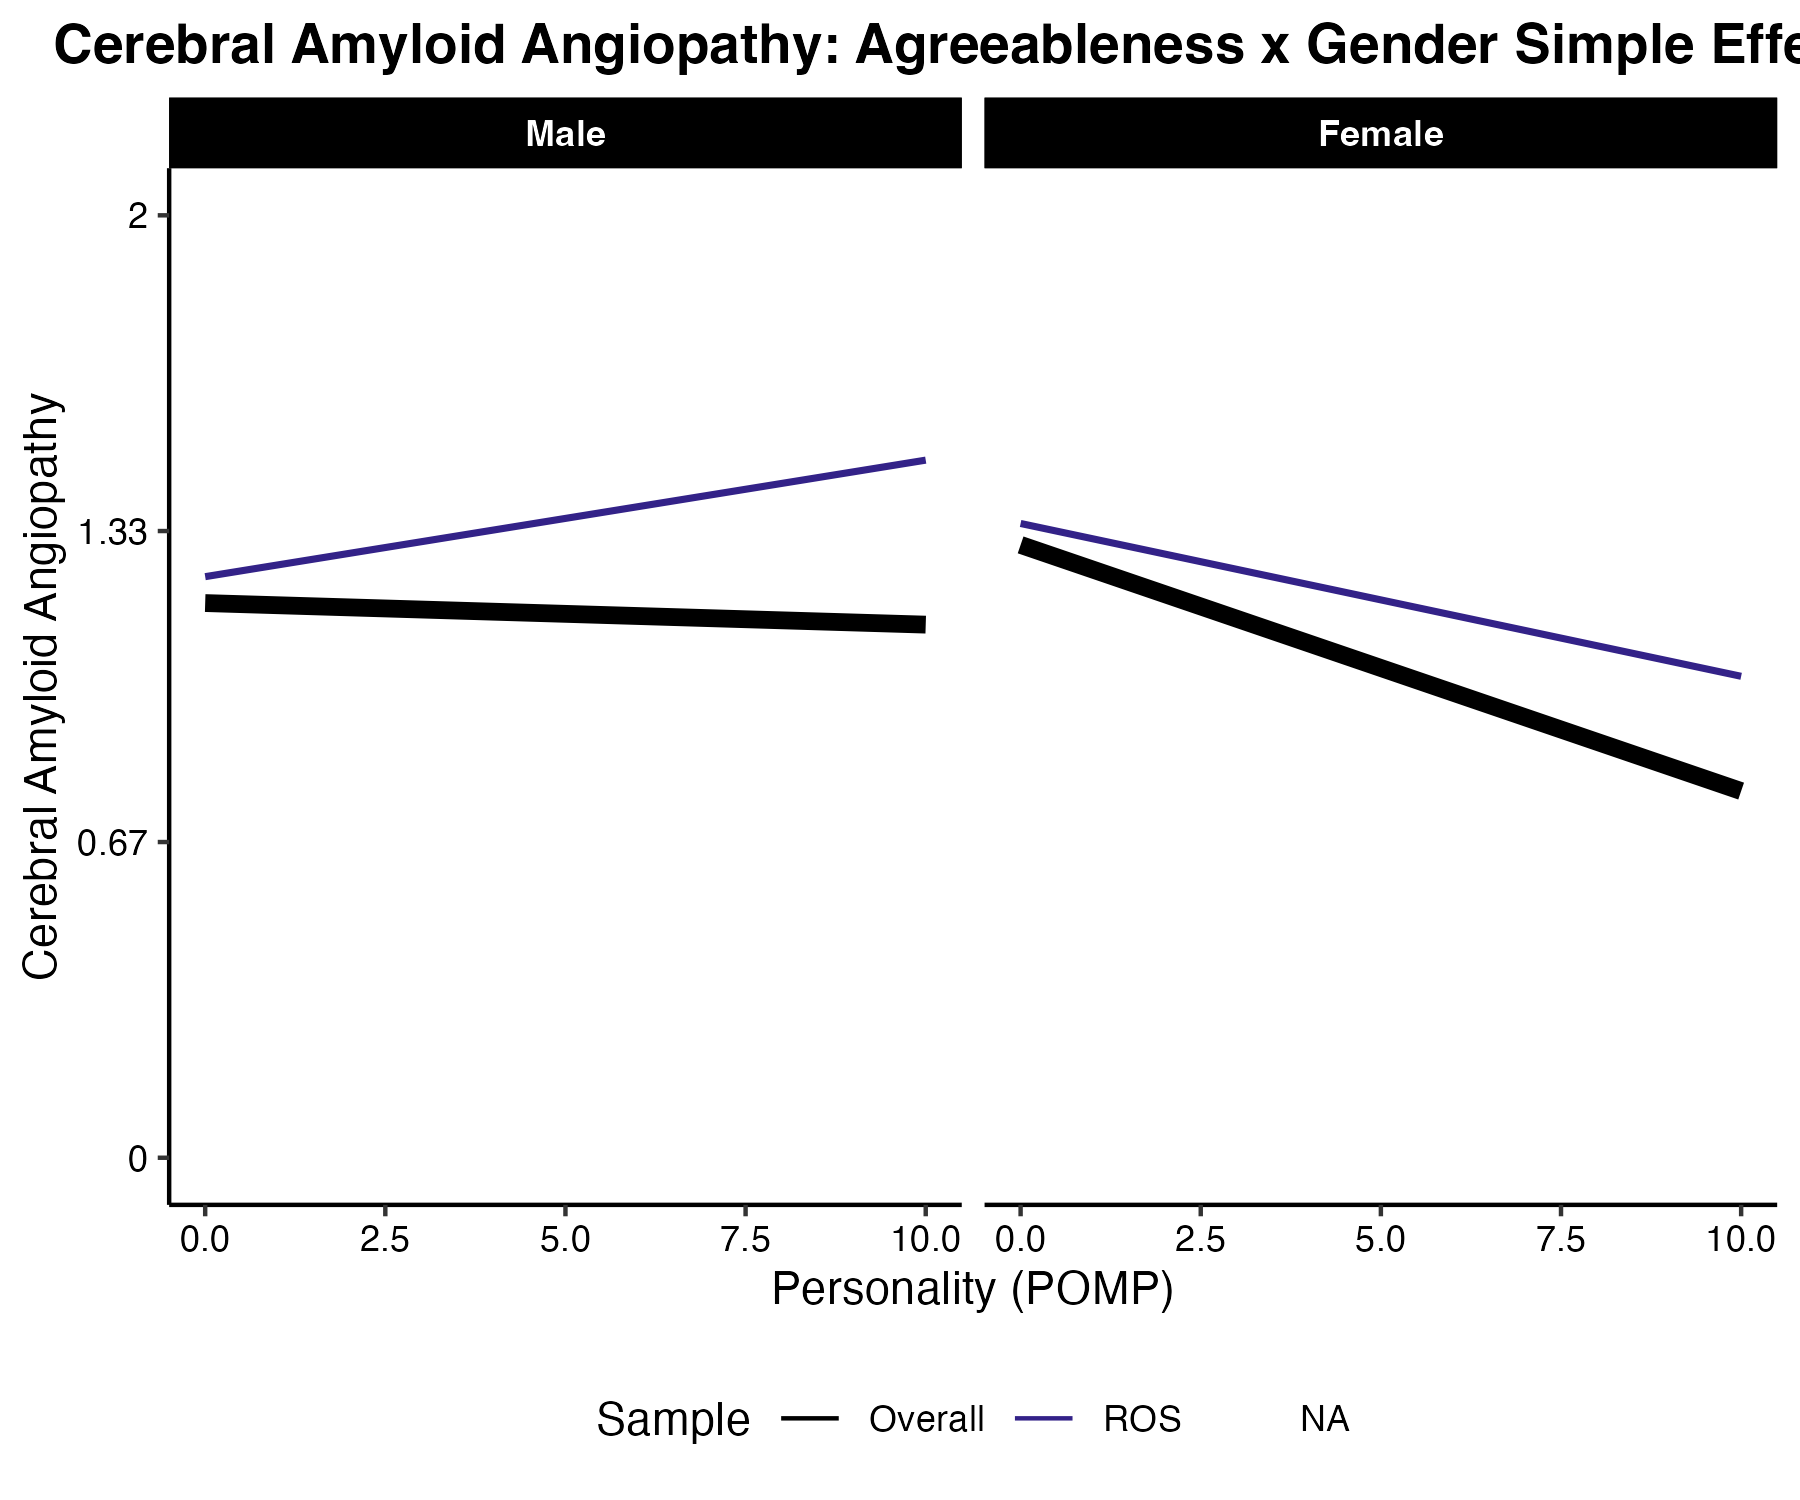 Cerebral Amyloid Angiopathy: Agreeableness x Gender Simple Effe
Male
Female
Cerebral Amyloid Angiopathy
2
1.33
0.67
0
0.0 2.5 5.0 7.5 10.0
0.0 2.5 5.0 7.5 10.0
Personality (POMP)
Sample Overall ROS NA